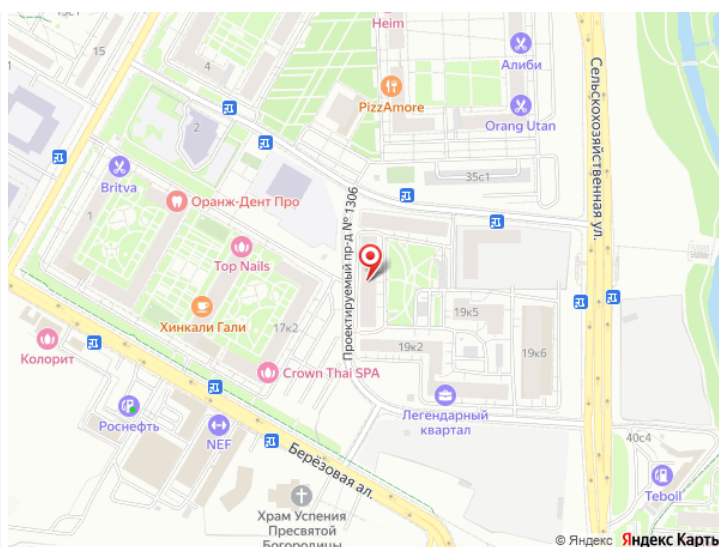 15с1
Heim
15
1
4
Алиби
PizzAmore
Orang Utan
Сельскохозяйственная ул.
2
35с1
Britva
Оранж-Дент Про
1
Проектируемый пр-д № 1306
Top Nails
Хинкали Гали
17к2
19к5
19к2
19к6
Колорит
Crown Thai SPA
Легендарный
квартал
Роснефть
NEF
40с4
Берёзовая ал.
Teboil
Храм Успения
Пресвятой
Богородицы
© Яндекс Яндекс Карты